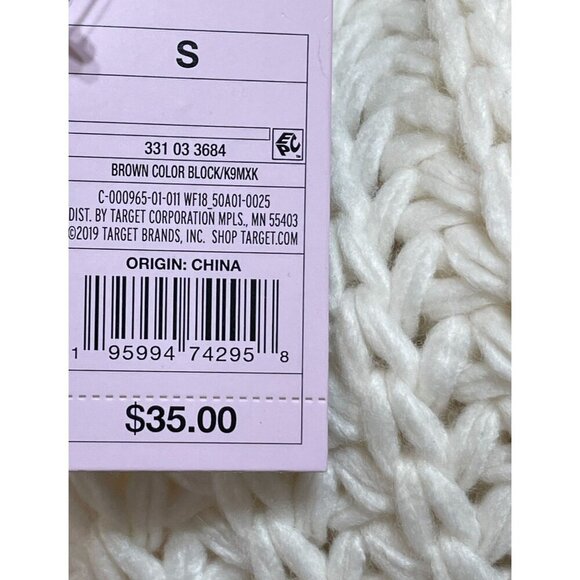 S
EPC
331 03 3684
BROWN COLOR BLOCK/K9MXK
C-000965-01-011 WF18_50A01-0025
DIST. BY TARGET CORPORATION MPLS., MN 55403
©2019 TARGET BRANDS, INC. SHOP TARGET.COM
ORIGIN: CHINA
1 95994 74295 8
$35.00